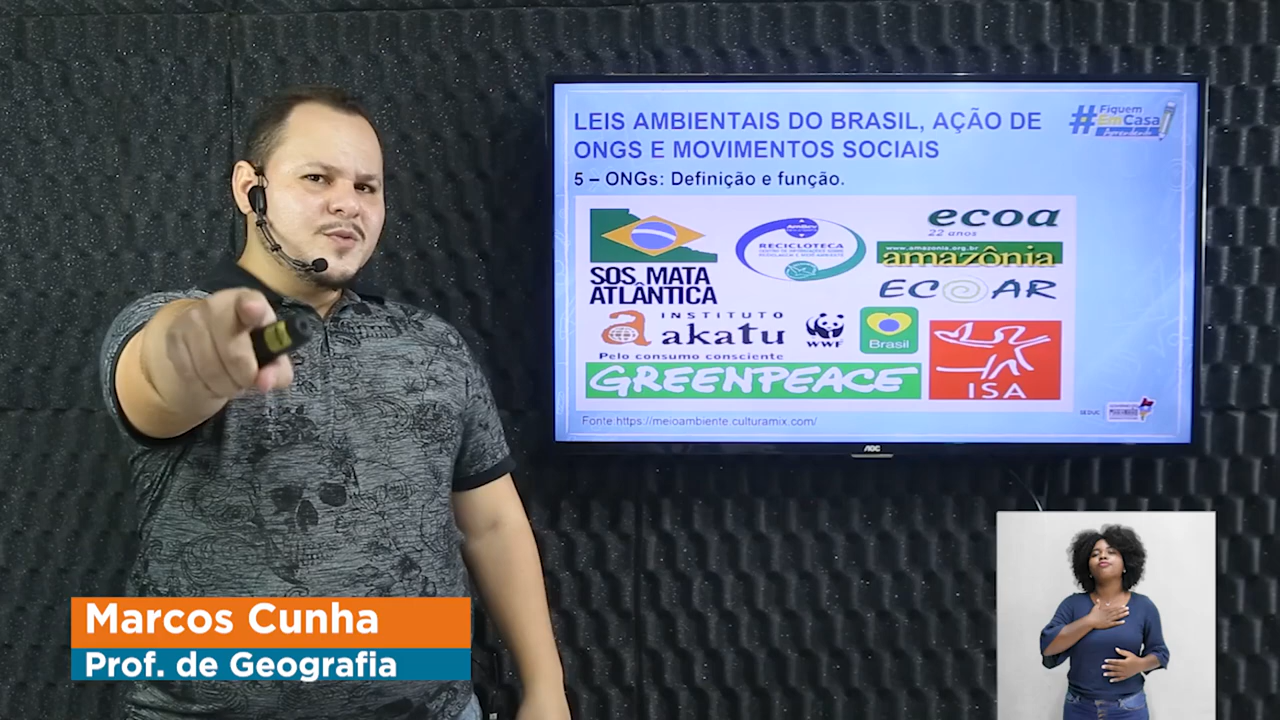 LEIS AMBIENTAIS DO BRASIL, AÇÃO DE
ONGS E MOVIMENTOS SOCIAIS
#Fiquem
EmCasa
Aprendendo
5 – ONGs: Definição e função.
SOS MATA
ATLÂNTICA
RECICLOTECA
ecoa
22 anos
www.amazonia.org.br
amazônia
ECOAR
INSTITUTO
akatu
Pelo consumo consciente
WWF
Brasil
GREENPEACE
ISA
Fonte https://meioambiente.culturamix.com/
SEDUC
AOC
Marcos Cunha
Prof. de Geografia